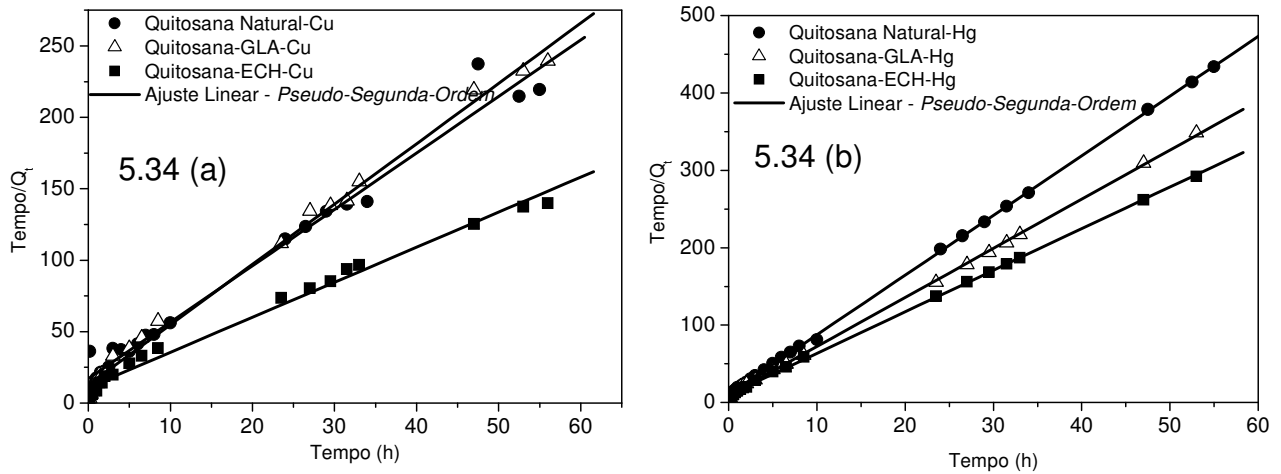 Quitosana Natural-Cu
Quitosana-GLA-Cu
Quitosana-ECH-Cu
Ajuste Linear - Pseudo-Segunda-Ordem
5.34 (a)
Tempo/Qt
250
200
150
100
50
0
0 10 20 30 40 50 60
Tempo (h)
Quitosana Natural-Hg
Quitosana-GLA-Hg
Quitosana-ECH-Hg
Ajuste Linear - Pseudo-Segunda-Ordem
5.34 (b)
Tempo/Qt
500
400
300
200
100
0
0 10 20 30 40 50 60
Tempo (h)